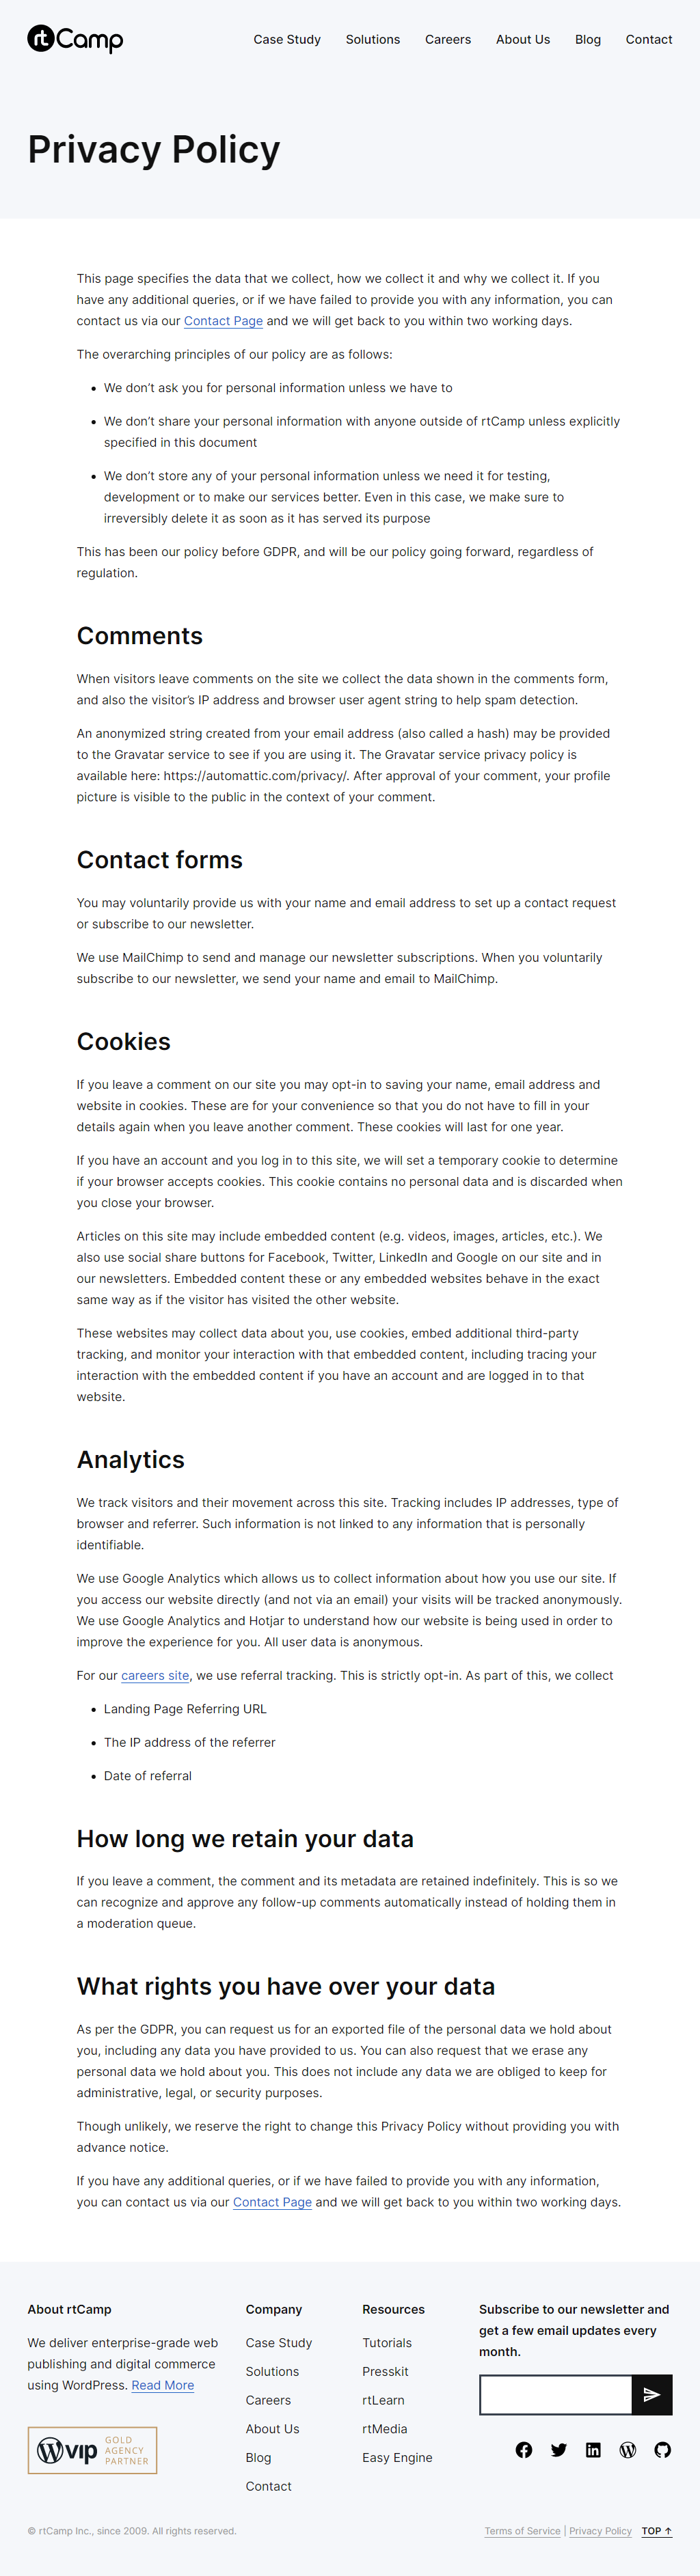 rtCamp
Case Study Solutions Careers About Us Blog Contact
Privacy Policy
This page specifies the data that we collect, how we collect it and why we collect it. If you
have any additional queries, or if we have failed to provide you with any information, you can
contact us via our Contact Page and we will get back to you within two working days.
The overarching principles of our policy are as follows:
• We don’t ask you for personal information unless we have to
• We don’t share your personal information with anyone outside of rtCamp unless explicitly
specified in this document
• We don’t store any of your personal information unless we need it for testing,
development or to make our services better. Even in this case, we make sure to
irreversibly delete it as soon as it has served its purpose
This has been our policy before GDPR, and will be our policy going forward, regardless of
regulation.
Comments
When visitors leave comments on the site we collect the data shown in the comments form,
and also the visitor’s IP address and browser user agent string to help spam detection.
An anonymized string created from your email address (also called a hash) may be provided
to the Gravatar service to see if you are using it. The Gravatar service privacy policy is
available here: https://automattic.com/privacy/. After approval of your comment, your profile
picture is visible to the public in the context of your comment.
Contact forms
You may voluntarily provide us with your name and email address to set up a contact request
or subscribe to our newsletter.
We use MailChimp to send and manage our newsletter subscriptions. When you voluntarily
subscribe to our newsletter, we send your name and email to MailChimp.
Cookies
If you leave a comment on our site you may opt-in to saving your name, email address and
website in cookies. These are for your convenience so that you do not have to fill in your
details again when you leave another comment. These cookies will last for one year.
If you have an account and you log in to this site, we will set a temporary cookie to determine
if your browser accepts cookies. This cookie contains no personal data and is discarded when
you close your browser.
Articles on this site may include embedded content (e.g. videos, images, articles, etc.). We
also use social share buttons for Facebook, Twitter, LinkedIn and Google on our site and in
our newsletters. Embedded content these or any embedded websites behave in the exact
same way as if the visitor has visited the other website.
These websites may collect data about you, use cookies, embed additional third-party
tracking, and monitor your interaction with that embedded content, including tracing your
interaction with the embedded content if you have an account and are logged in to that
website.
Analytics
We track visitors and their movement across this site. Tracking includes IP addresses, type of
browser and referrer. Such information is not linked to any information that is personally
identifiable.
We use Google Analytics which allows us to collect information about how you use our site. If
you access our website directly (and not via an email) your visits will be tracked anonymously.
We use Google Analytics and Hotjar to understand how our website is being used in order to
improve the experience for you. All user data is anonymous.
For our careers site, we use referral tracking. This is strictly opt-in. As part of this, we collect
• Landing Page Referring URL
• The IP address of the referrer
• Date of referral
How long we retain your data
If you leave a comment, the comment and its metadata are retained indefinitely. This is so we
can recognize and approve any follow-up comments automatically instead of holding them in
a moderation queue.
What rights you have over your data
As per the GDPR, you can request us for an exported file of the personal data we hold about
you, including any data you have provided to us. You can also request that we erase any
personal data we hold about you. This does not include any data we are obliged to keep for
administrative, legal, or security purposes.
Though unlikely, we reserve the right to change this Privacy Policy without providing you with
advance notice.
If you have any additional queries, or if we have failed to provide you with any information,
you can contact us via our Contact Page and we will get back to you within two working days.
About rtCamp
We deliver enterprise-grade web
publishing and digital commerce
using WordPress. Read More
vip
GOLD
AGENCY
PARTNER
Company
Case Study
Solutions
Careers
About Us
Blog
Contact
Resources
Tutorials
Presskit
rtLearn
rtMedia
Easy Engine
Subscribe to our newsletter and
get a few email updates every
month.
© rtCamp Inc., since 2009. All rights reserved.
Terms of Service | Privacy Policy TOP ↑